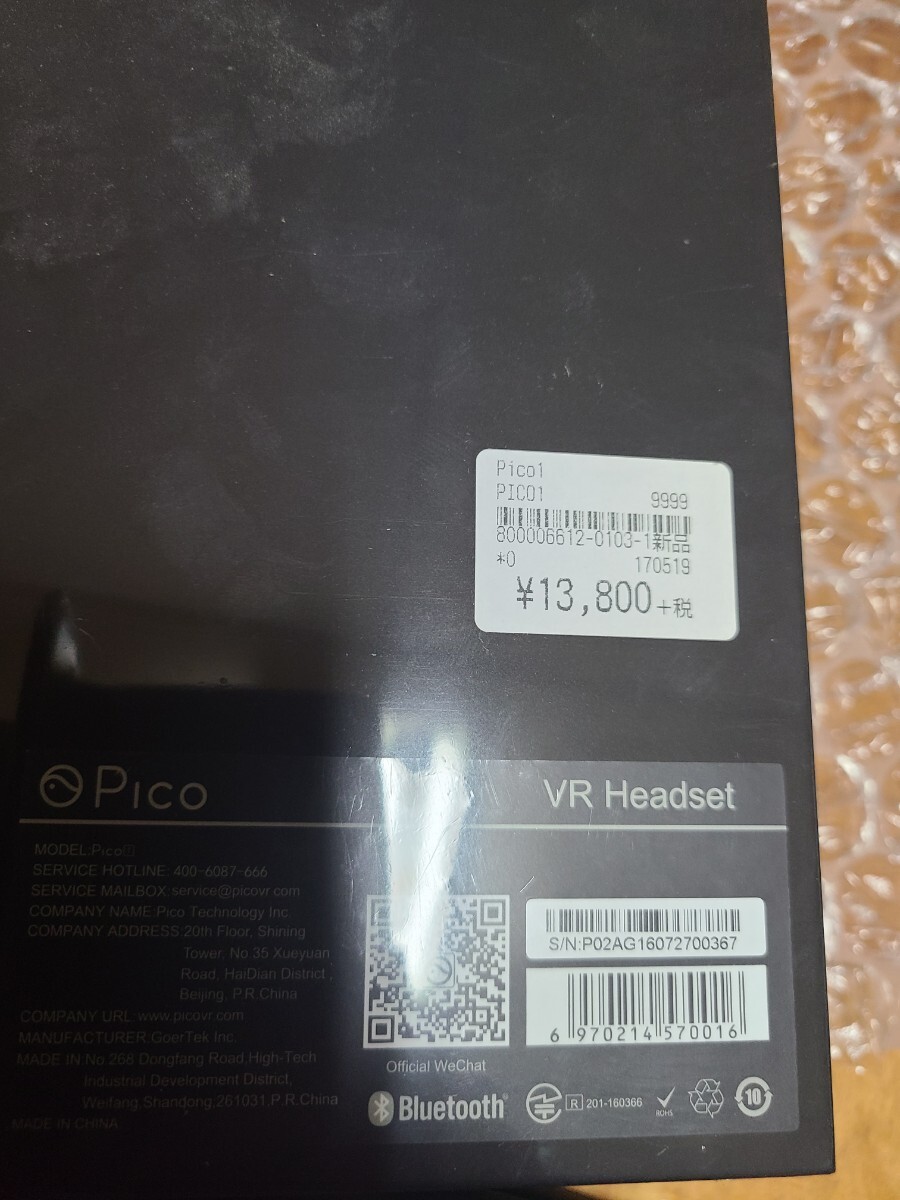 Pico1
PICO1 9999
800006612-0103-1新品
*0 170519
¥13,800+税
Pico
VR Headset
MODEL:Pico1
SERVICE HOTLINE: 400-6087-666
SERVICE MAILBOX: service@picovr.com
COMPANY NAME:Pico Technology Inc
COMPANY ADDRESS:20th Floor, Shining
Tower. No.35 Xueyuan
Road, HaiDian District,
Beijing, P.R.China
COMPANY URL:www.picovr.com
MANUFACTURER:GoerTek Inc.
MADE IN:No.268 Dongfang Road,High-Tech
Industrial Development District,
Weifang,Shandong,261031,P.R.China
MADE IN CHINA
Official WeChat
S/N:P02AG16072700367
6 970214 570016
Bluetooth®
R 201-160366
ROHS
10